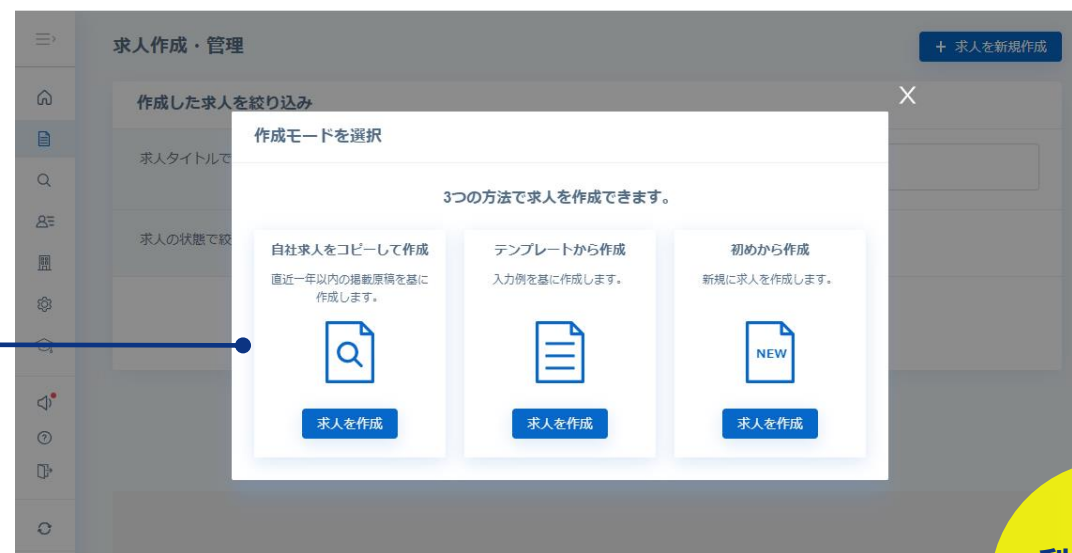 求人作成・管理
+ 求人を新規作成
作成した求人を絞り込み
X
作成モードを選択
求人タイトルで
3つの方法で求人を作成できます。
求人の状態で絞
自社求人をコピーして作成
直近一年以内の掲載原稿を基に
作成します。
求人を作成
テンプレートから作成
入力例を基に作成します。
求人を作成
初めから作成
新規に求人を作成します。
NEW
求人を作成